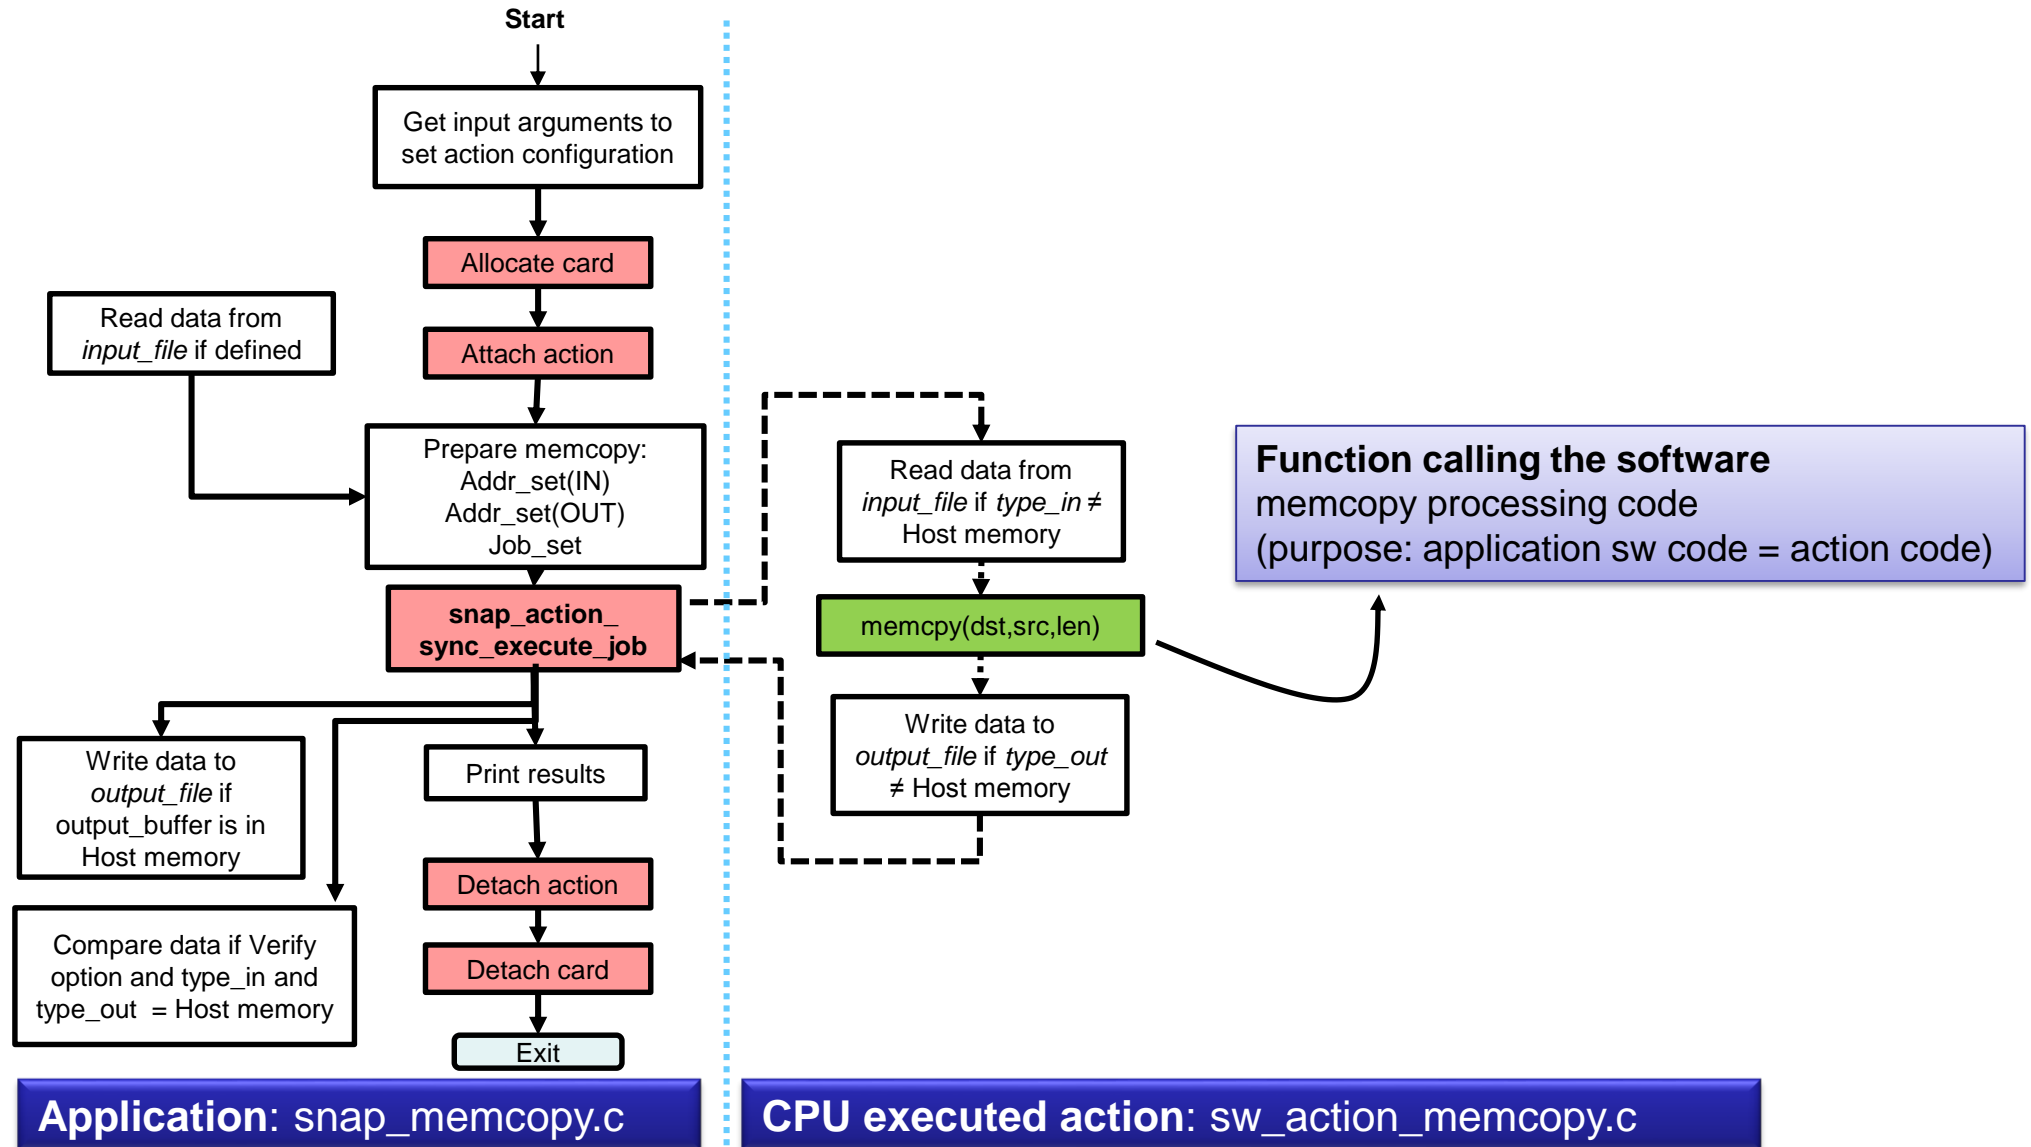 Start
Get input arguments to
set action configuration
Allocate card
Read data from
input_file if defined
Attach action
Prepare memcopy:
Addr_set(IN)
Addr_set(OUT)
Job_set
snap_action_
sync_execute_job
Write data to
output_file if
output_buffer is in
Host memory
Print results
Detach action
Compare data if Verify
option and type_in and
type_out = Host memory
Detach card
Exit
Application: snap_memcopy.c
Read data from
input_file if type_in ≠
Host memory
memcpy(dst,src,len)
Write data to
output_file if type_out
≠ Host memory
Function calling the software
memcopy processing code
(purpose: application sw code = action code)
CPU executed action: sw_action_memcopy.c